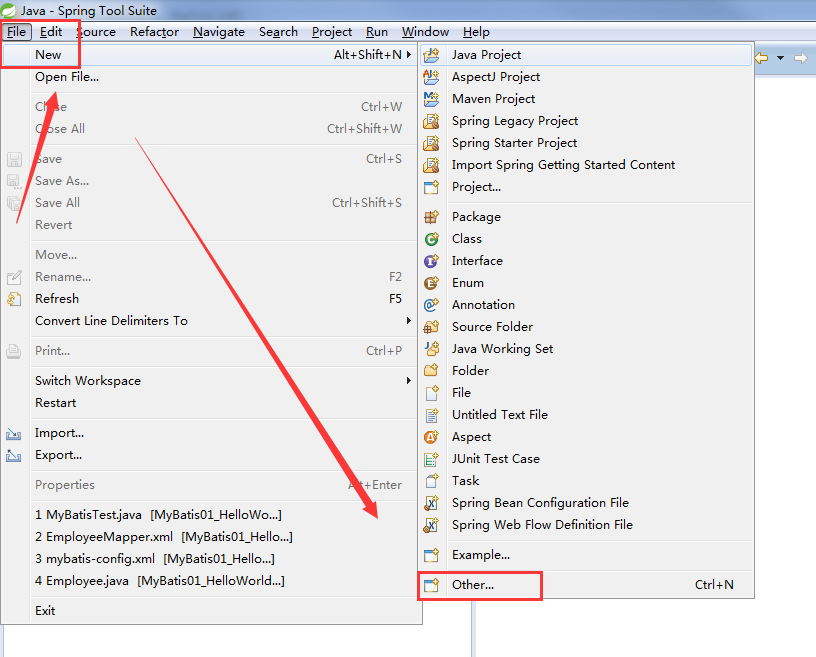 Java - Spring Tool Suite
File Edit Source Refactor Navigate Search Project Run Window Help
New Alt+Shift+N
Open File...
Close Ctrl+W
Close All Ctrl+Shift+W
Save Ctrl+S
Save As...
Save All Ctrl+Shift+S
Revert
Move...
Rename... F2
Refresh F5
Convert Line Delimiters To
Print... Ctrl+P
Switch Workspace
Restart
Import...
Export...
Properties Alt+Enter
1 MyBatisTest.java [MyBatis01_HelloWo...]
2 EmployeeMapper.xml [MyBatis01_Hello...]
3 mybatis-config.xml [MyBatis01_Hello...]
4 Employee.java [MyBatis01_HelloWorld...]
Exit
Java Project
AspectJ Project
Maven Project
Spring Legacy Project
Spring Starter Project
Import Spring Getting Started Content
Project...
Package
Class
Interface
Enum
Annotation
Source Folder
Java Working Set
Folder
File
Untitled Text File
Aspect
JUnit Test Case
Task
Spring Bean Configuration File
Spring Web Flow Definition File
Example...
Other... Ctrl+N